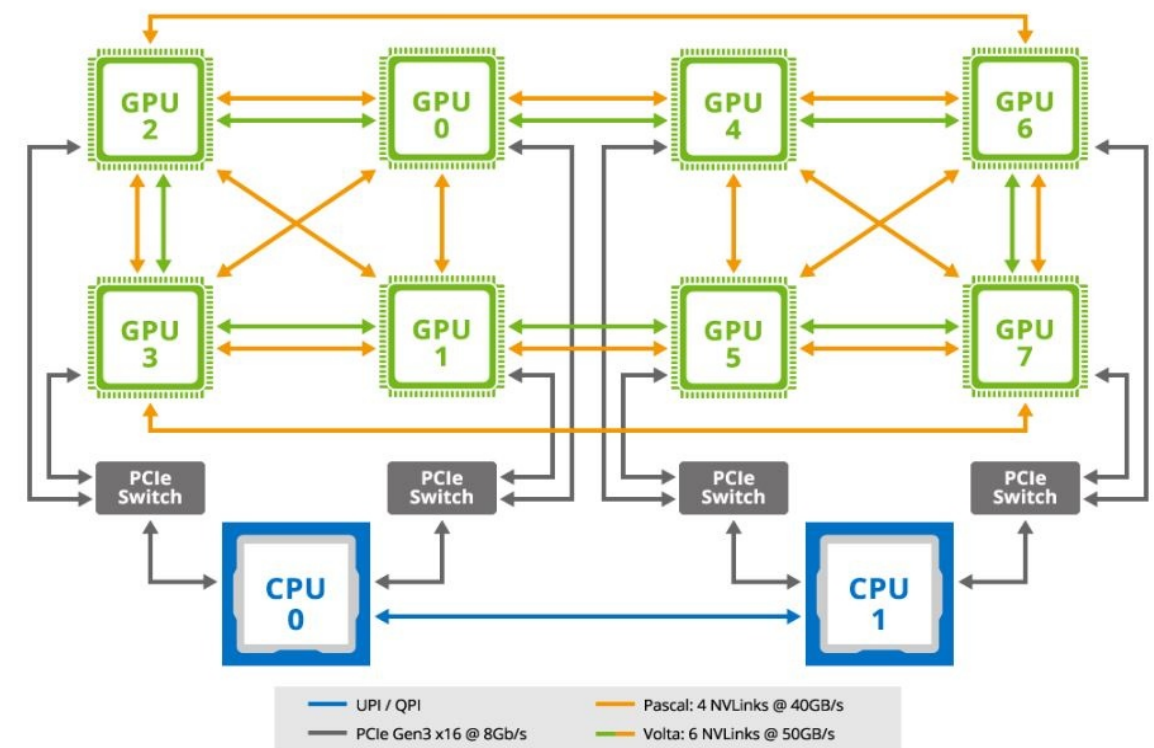 GPU
2
GPU
0
GPU
4
GPU
6
GPU
3
GPU
1
GPU
5
GPU
7
PCIe
Switch
PCIe
Switch
PCIe
Switch
PCIe
Switch
CPU
0
CPU
1
UPI / QPI
Pascal: 4 NVLinks @ 40GB/s
PCIe Gen3 x16 @ 8Gb/s
Volta: 6 NVLinks @ 50GB/s